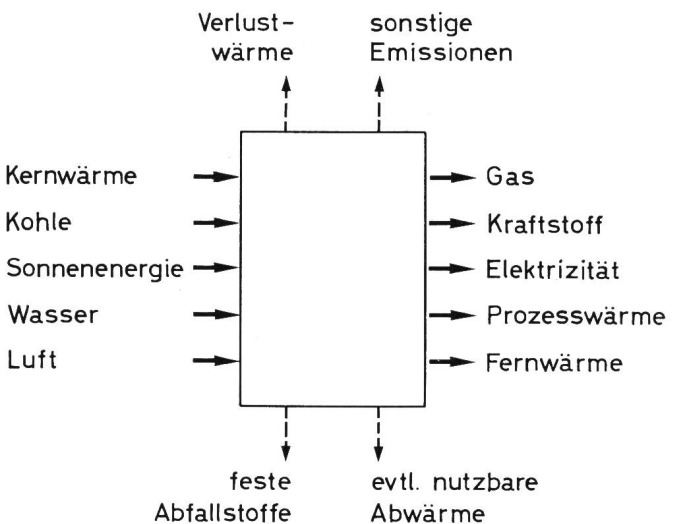 Verlust-
wärme
sonstige
Emissionen
Kernwärme
Kohle
Sonnenenergie
Wasser
Luft
Gas
Kraftstoff
Elektrizität
Prozesswärme
Fernwärme
feste
Abfallstoffe
evtl. nutzbare
Abwärme